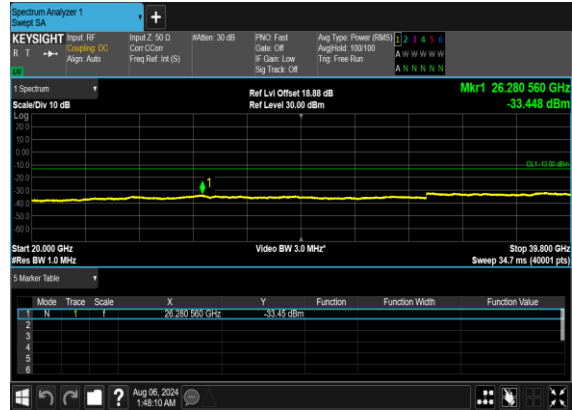 Spectrum Analyzer 1
Swept SA
+
KEYSIGHT Input: RF Input Z: 50 Ω #Atten: 30 dB PNO: Fast Avg Type: Power (RMS) 1 2 3 4 5 6
R T Coupling: DC Corr CCorr Gate: Off Avg|Hold: 100/100 A W W W W W
Align: Auto Freq Ref: Int (S) IF Gain: Low Trig: Free Run
Sig Track: Off A N N N N N
1 Spectrum Ref Lvl Offset 18.88 dB Mkr1 26.280 560 GHz
Scale/Div 10 dB Ref Level 30.00 dBm -33.448 dBm
Log
20.0
10.0
0.00
-10.0 DL1 -13.00 dBm
-20.0
-30.0 1
-40.0
-50.0
-60.0
Start 20.000 GHz Video BW 3.0 MHz* Stop 39.800 GHz
#Res BW 1.0 MHz Sweep 34.7 ms (40001 pts)
5 Marker Table
Mode Trace Scale X Y Function Function Width Function Value
1 N 1 f 26.280 560 GHz -33.45 dBm
2
3
4
5
6
? Aug 06, 2024
1:48:10 AM